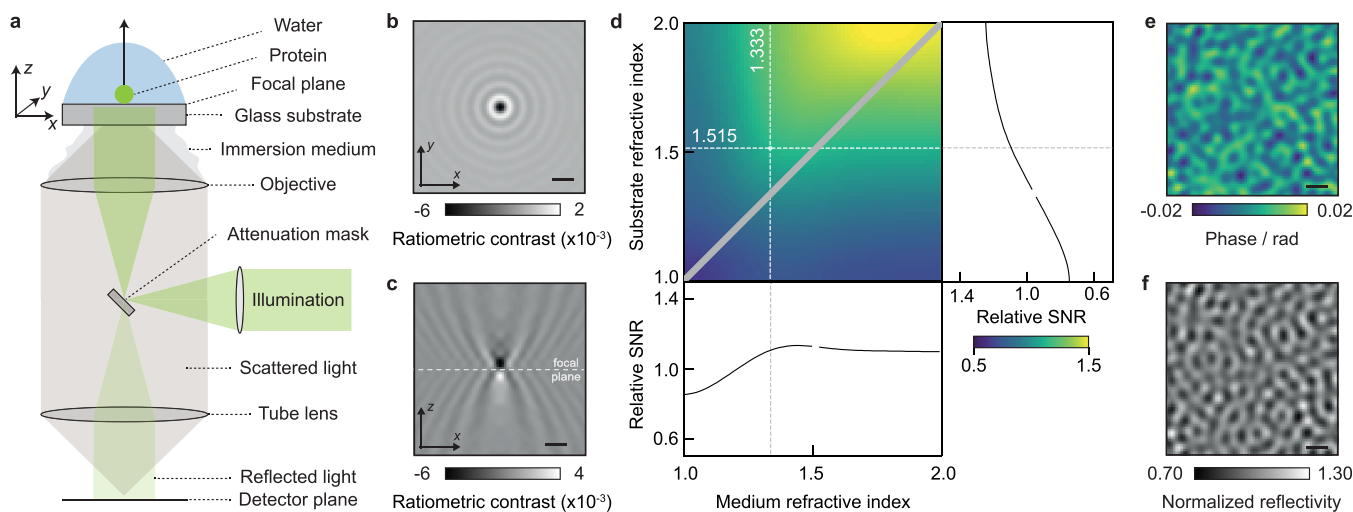 a
Water
Protein
Focal plane
Glass substrate
Immersion medium
Objective
Attenuation mask
Illumination
Scattered light
Tube lens
Reflected light
Detector plane
z
y
x
b
y
x
-6
2
Ratiometric contrast (x10⁻³)
c
focal
plane
z
x
-6
4
Ratiometric contrast (x10⁻³)
d
Substrate refractive index
2.0
1.5
1.0
1.333
1.515
1.4
1.0
0.6
Relative SNR
0.5
1.5
Relative SNR
1.4
1.0
0.6
1.0
1.5
2.0
Medium refractive index
e
-0.02
0.02
Phase / rad
f
0.70
1.30
Normalized reflectivity